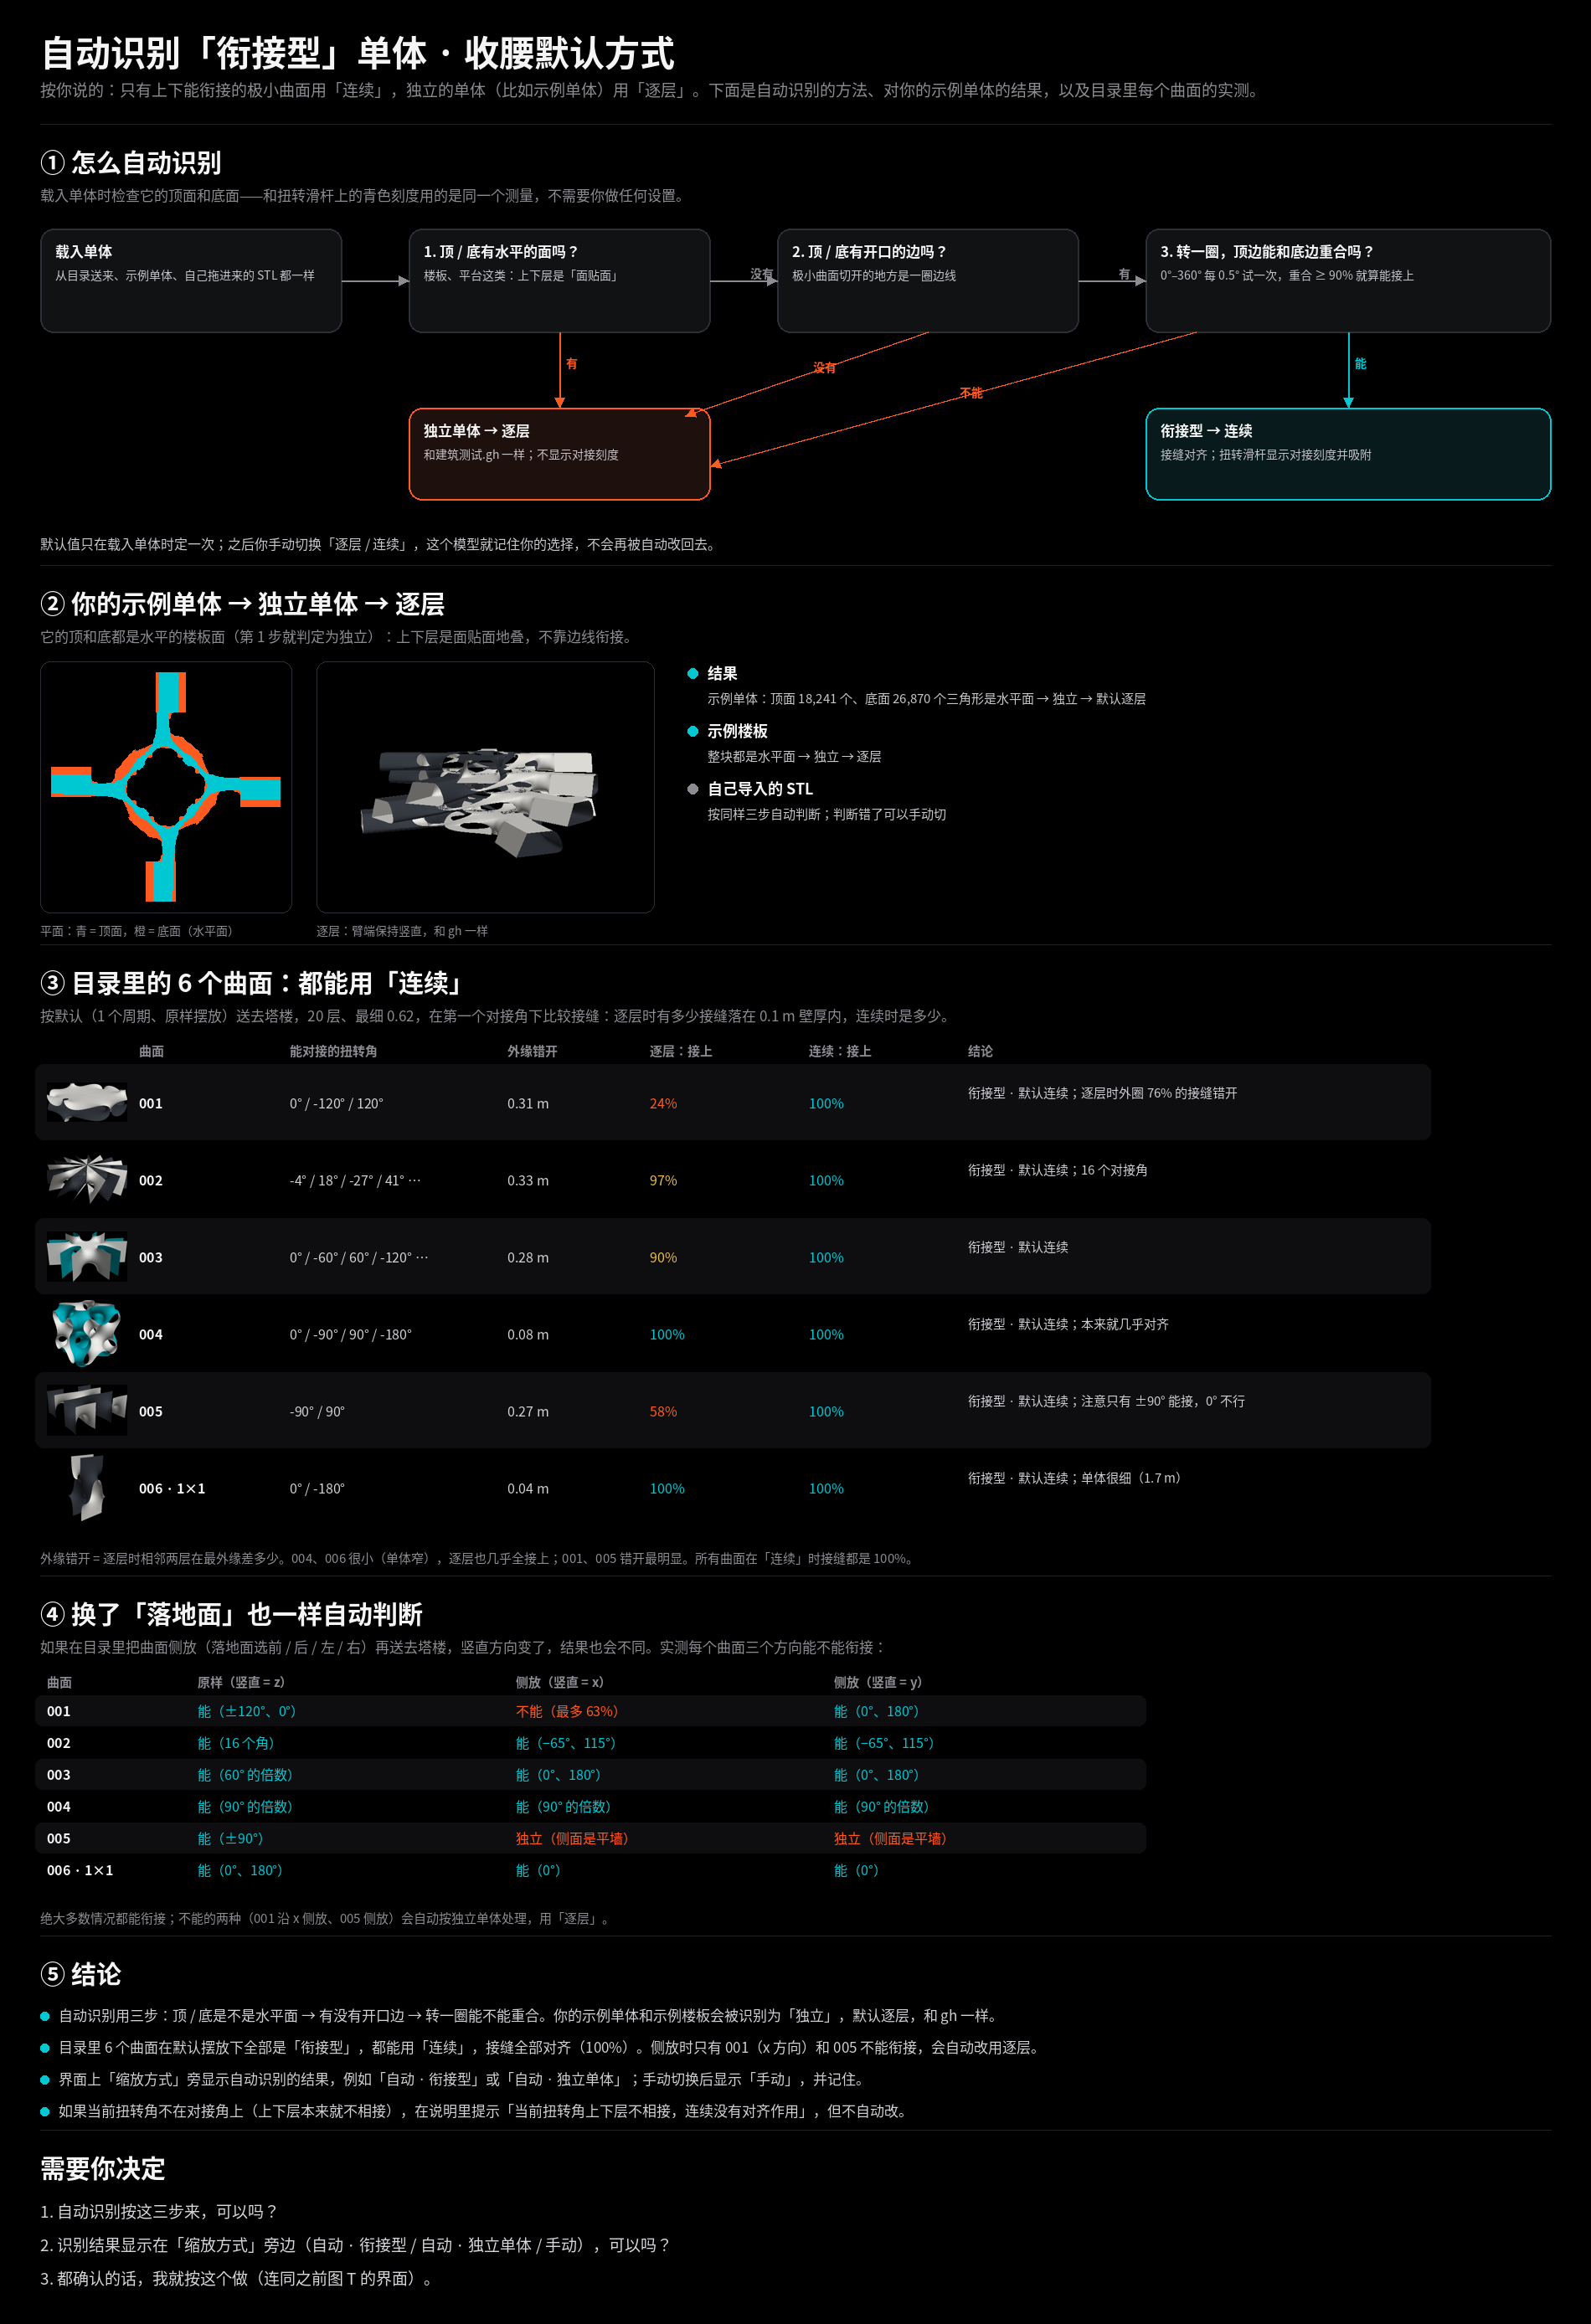 自动识别「衔接型」单体 · 收腰默认方式
按你说的：只有上下能衔接的极小曲面用「连续」，独立的单体（比如示例单体）用「逐层」。下面是自动识别的方法、对你的示例单体的结果，以及目录里每个曲面的实测。
① 怎么自动识别
载入单体时检查它的顶面和底面——和扭转滑杆上的青色刻度用的是同一个测量，不需要你做任何设置。
载入单体
从目录送来、示例单体、自己拖进来的 STL 都一样
1. 顶 / 底有水平的面吗？
楼板、平台这类：上下层是「面贴面」
没有
2. 顶 / 底有开口的边吗？
极小曲面切开的地方是一圈边线
有
3. 转一圈，顶边能和底边重合吗？
0°–360° 每 0.5° 试一次，重合 ≥ 90% 就算能接上
有
没有
不能
能
独立单体 → 逐层
和建筑测试.gh 一样；不显示对接刻度
衔接型 → 连续
接缝对齐；扭转滑杆显示对接刻度并吸附
默认值只在载入单体时定一次；之后你手动切换「逐层 / 连续」，这个模型就记住你的选择，不会再被自动改回去。
② 你的示例单体 → 独立单体 → 逐层
它的顶和底都是水平的楼板面（第 1 步就判定为独立）：上下层是面贴面地叠，不靠边线衔接。
平面：青 = 顶面，橙 = 底面（水平面）
逐层：臂端保持竖直，和 gh 一样
结果
示例单体：顶面 18,241 个、底面 26,870 个三角形是水平面 → 独立 → 默认逐层
示例楼板
整块都是水平面 → 独立 → 逐层
自己导入的 STL
按同样三步自动判断；判断错了可以手动切
③ 目录里的 6 个曲面：都能用「连续」
按默认（1 个周期、原样摆放）送去塔楼，20 层、最细 0.62，在第一个对接角下比较接缝：逐层时有多少接缝落在 0.1 m 壁厚内，连续时是多少。
曲面 能对接的扭转角 外缘错开 逐层：接上 连续：接上 结论
001 0° / -120° / 120° 0.31 m 24% 100% 衔接型 · 默认连续；逐层时外圈 76% 的接缝错开
002 -4° / 18° / -27° / 41° ⋯ 0.33 m 97% 100% 衔接型 · 默认连续；16 个对接角
003 0° / -60° / 60° / -120° ⋯ 0.28 m 90% 100% 衔接型 · 默认连续
004 0° / -90° / 90° / -180° 0.08 m 100% 100% 衔接型 · 默认连续；本来就几乎对齐
005 -90° / 90° 0.27 m 58% 100% 衔接型 · 默认连续；注意只有 ±90° 能接，0° 不行
006 · 1×1 0° / -180° 0.04 m 100% 100% 衔接型 · 默认连续；单体很细（1.7 m）
外缘错开 = 逐层时相邻两层在最外缘差多少。004、006 很小（单体窄），逐层也几乎全接上；001、005 错开最明显。所有曲面在「连续」时接缝都是 100%。
④ 换了「落地面」也一样自动判断
如果在目录里把曲面侧放（落地面选前 / 后 / 左 / 右）再送去塔楼，竖直方向变了，结果也会不同。实测每个曲面三个方向能不能衔接：
曲面 原样（竖直 = z） 侧放（竖直 = x） 侧放（竖直 = y）
001 能（±120°、0°） 不能（最多 63%） 能（0°、180°）
002 能（16 个角） 能（−65°、115°） 能（−65°、115°）
003 能（60° 的倍数） 能（0°、180°） 能（0°、180°）
004 能（90° 的倍数） 能（90° 的倍数） 能（90° 的倍数）
005 能（±90°） 独立（侧面是平墙） 独立（侧面是平墙）
006 · 1×1 能（0°、180°） 能（0°） 能（0°）
绝大多数情况都能衔接；不能的两种（001 沿 x 侧放、005 侧放）会自动按独立单体处理，用「逐层」。
⑤ 结论
自动识别用三步：顶 / 底是不是水平面 → 有没有开口边 → 转一圈能不能重合。你的示例单体和示例楼板会被识别为「独立」，默认逐层，和 gh 一样。
目录里 6 个曲面在默认摆放下全部是「衔接型」，都能用「连续」，接缝全部对齐（100%）。侧放时只有 001（x 方向）和 005 不能衔接，会自动改用逐层。
界面上「缩放方式」旁显示自动识别的结果，例如「自动 · 衔接型」或「自动 · 独立单体」；手动切换后显示「手动」，并记住。
如果当前扭转角不在对接角上（上下层本来就不相接），在说明里提示「当前扭转角上下层不相接，连续没有对齐作用」，但不自动改。
需要你决定
1. 自动识别按这三步来，可以吗？
2. 识别结果显示在「缩放方式」旁边（自动 · 衔接型 / 自动 · 独立单体 / 手动），可以吗？
3. 都确认的话，我就按这个做（连同之前图 T 的界面）。